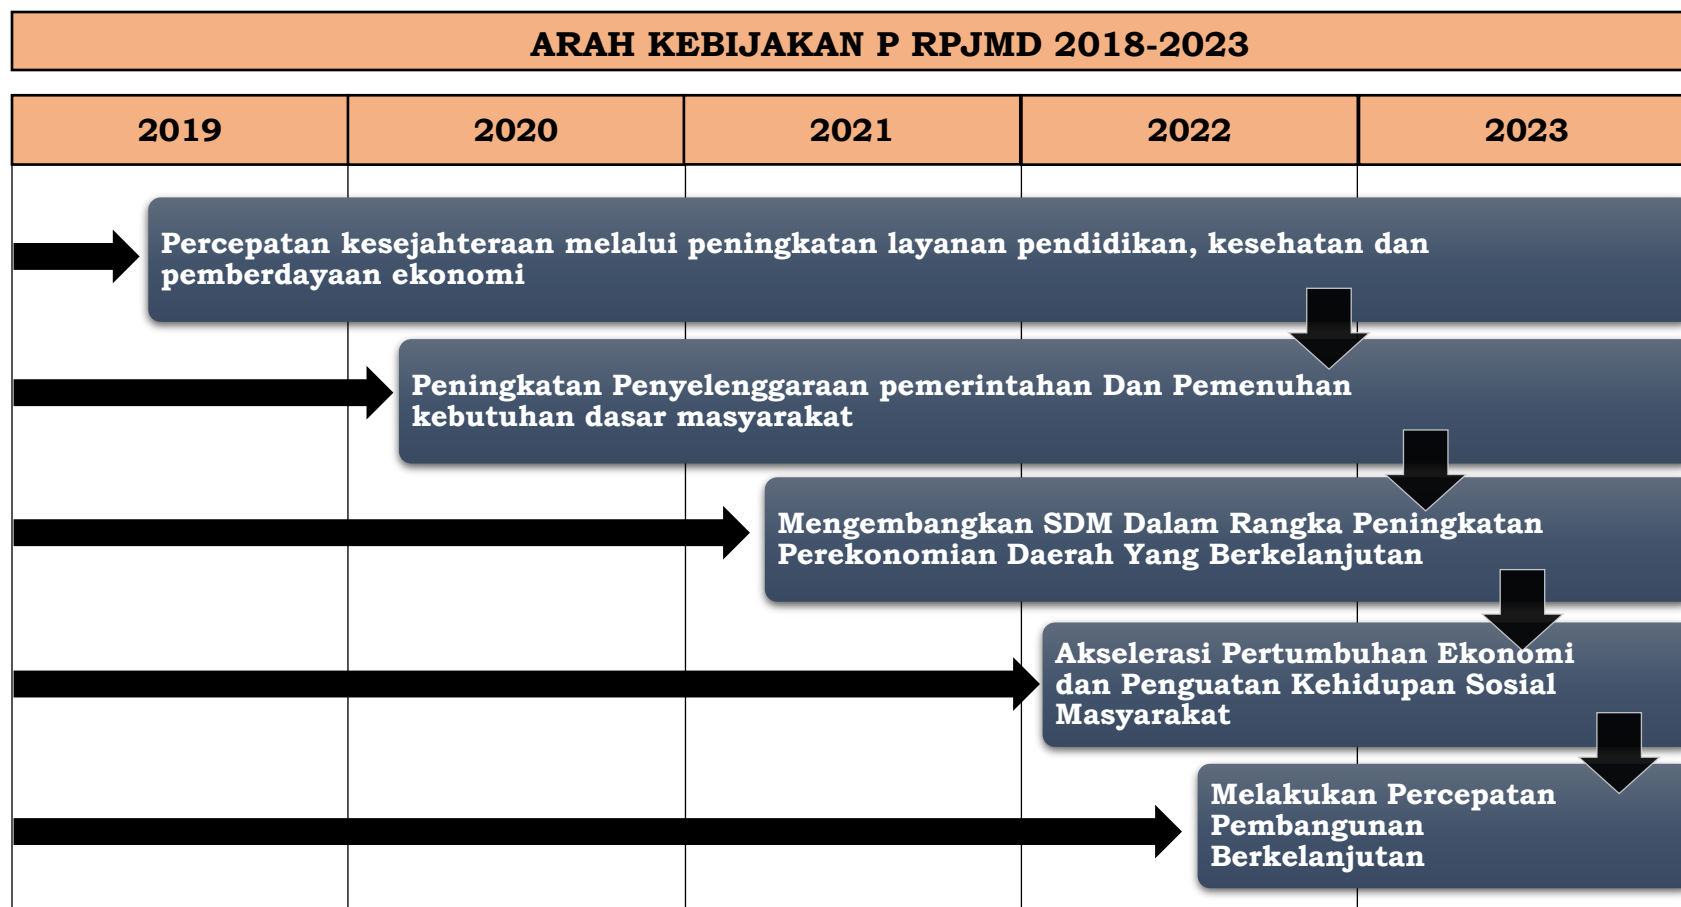 ARAH KEBIJAKAN P RPJMD 2018-2023
2019
2020
2021
2022
2023
Percepatan kesejahteraan melalui peningkatan layanan pendidikan, kesehatan dan
pemberdayaan ekonomi
Peningkatan Penyelenggaraan pemerintahan Dan Pemenuhan
kebutuhan dasar masyarakat
Mengembangkan SDM Dalam Rangka Peningkatan
Perekonomian Daerah Yang Berkelanjutan
Akselerasi Pertumbuhan Ekonomi
dan Penguatan Kehidupan Sosial
Masyarakat
Melakukan Percepatan
Pembangunan
Berkelanjutan